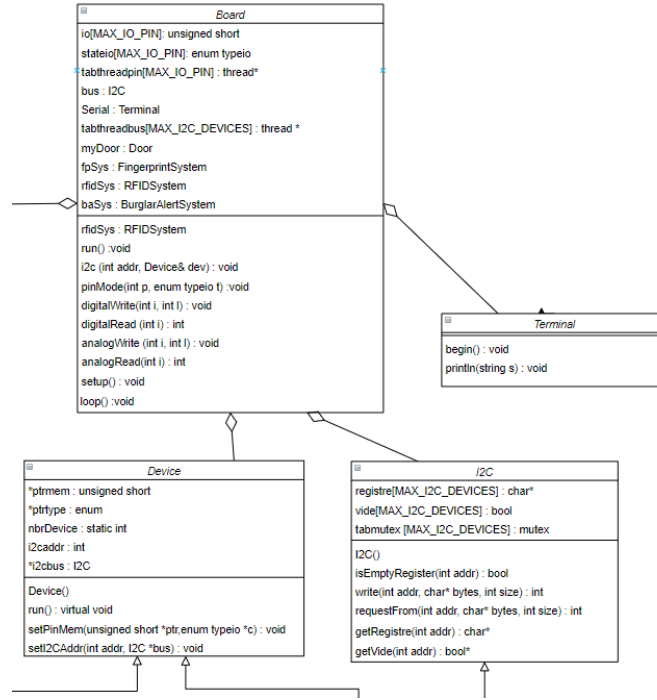 Board
io[MAX_IO_PIN]: unsigned short
stateio[MAX_IO_PIN]: enum typeio
tabthreadpin[MAX_IO_PIN] : thread*
bus : I2C
Serial : Terminal
tabthreadbus[MAX_I2C_DEVICES] : thread *
myDoor : Door
fpSys : FingerprintSystem
rfidSys : RFIDSystem
baSys : BurglarAlertSystem
rfidSys : RFIDSystem
run() :void
i2c (int addr, Device& dev) : void
pinMode(int p, enum typeio t) :void
digitalWrite(int i, int l) : void
digitalRead (int i) : int
analogWrite (int i, int l) : void
analogRead(int i) : int
setup() : void
loop() :void
Terminal
begin() : void
println(string s) : void
Device
*ptrmem : unsigned short
*ptrtype : enum
nbrDevice : static int
i2caddr : int
*i2cbus : I2C
Device()
run() : virtual void
setPinMem(unsigned short *ptr,enum typeio *c) : void
setI2CAddr(int addr, I2C *bus) : void
I2C
registre[MAX_I2C_DEVICES] : char*
vide[MAX_I2C_DEVICES] : bool
tabmutex [MAX_I2C_DEVICES] : mutex
I2C()
isEmptyRegister(int addr) : bool
write(int addr, char* bytes, int size) : int
requestFrom(int addr, char* bytes, int size) : int
getRegistre(int addr) : char*
getVide(int addr) : bool*